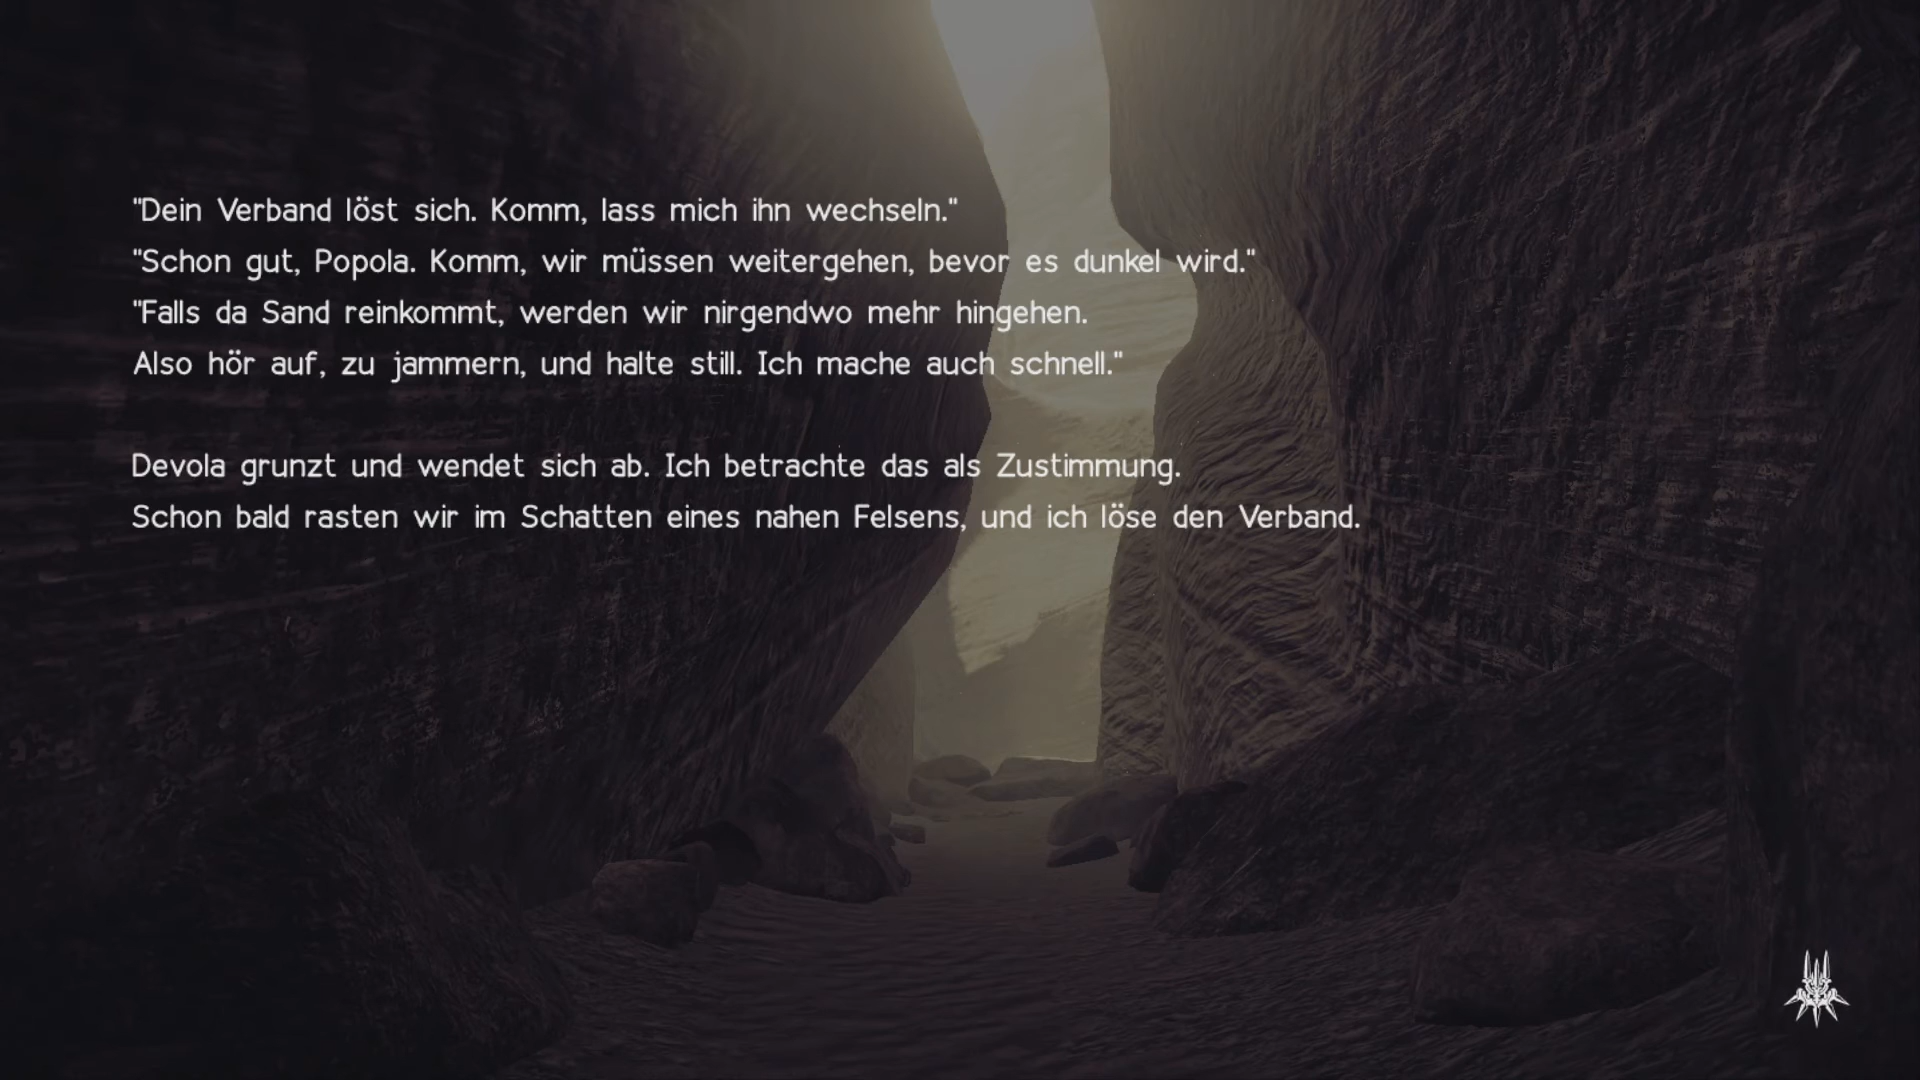 "Dein Verband löst sich. Komm, lass mich ihn wechseln."
"Schon gut, Popola. Komm, wir müssen weitergehen, bevor es dunkel wird."
"Falls da Sand reinkommt, werden wir nirgendwo mehr hingehen.
Also hör auf, zu jammern, und halte still. Ich mache auch schnell."
Devola grunzt und wendet sich ab. Ich betrachte das als Zustimmung.
Schon bald rasten wir im Schatten eines nahen Felsens, und ich löse den Verband.